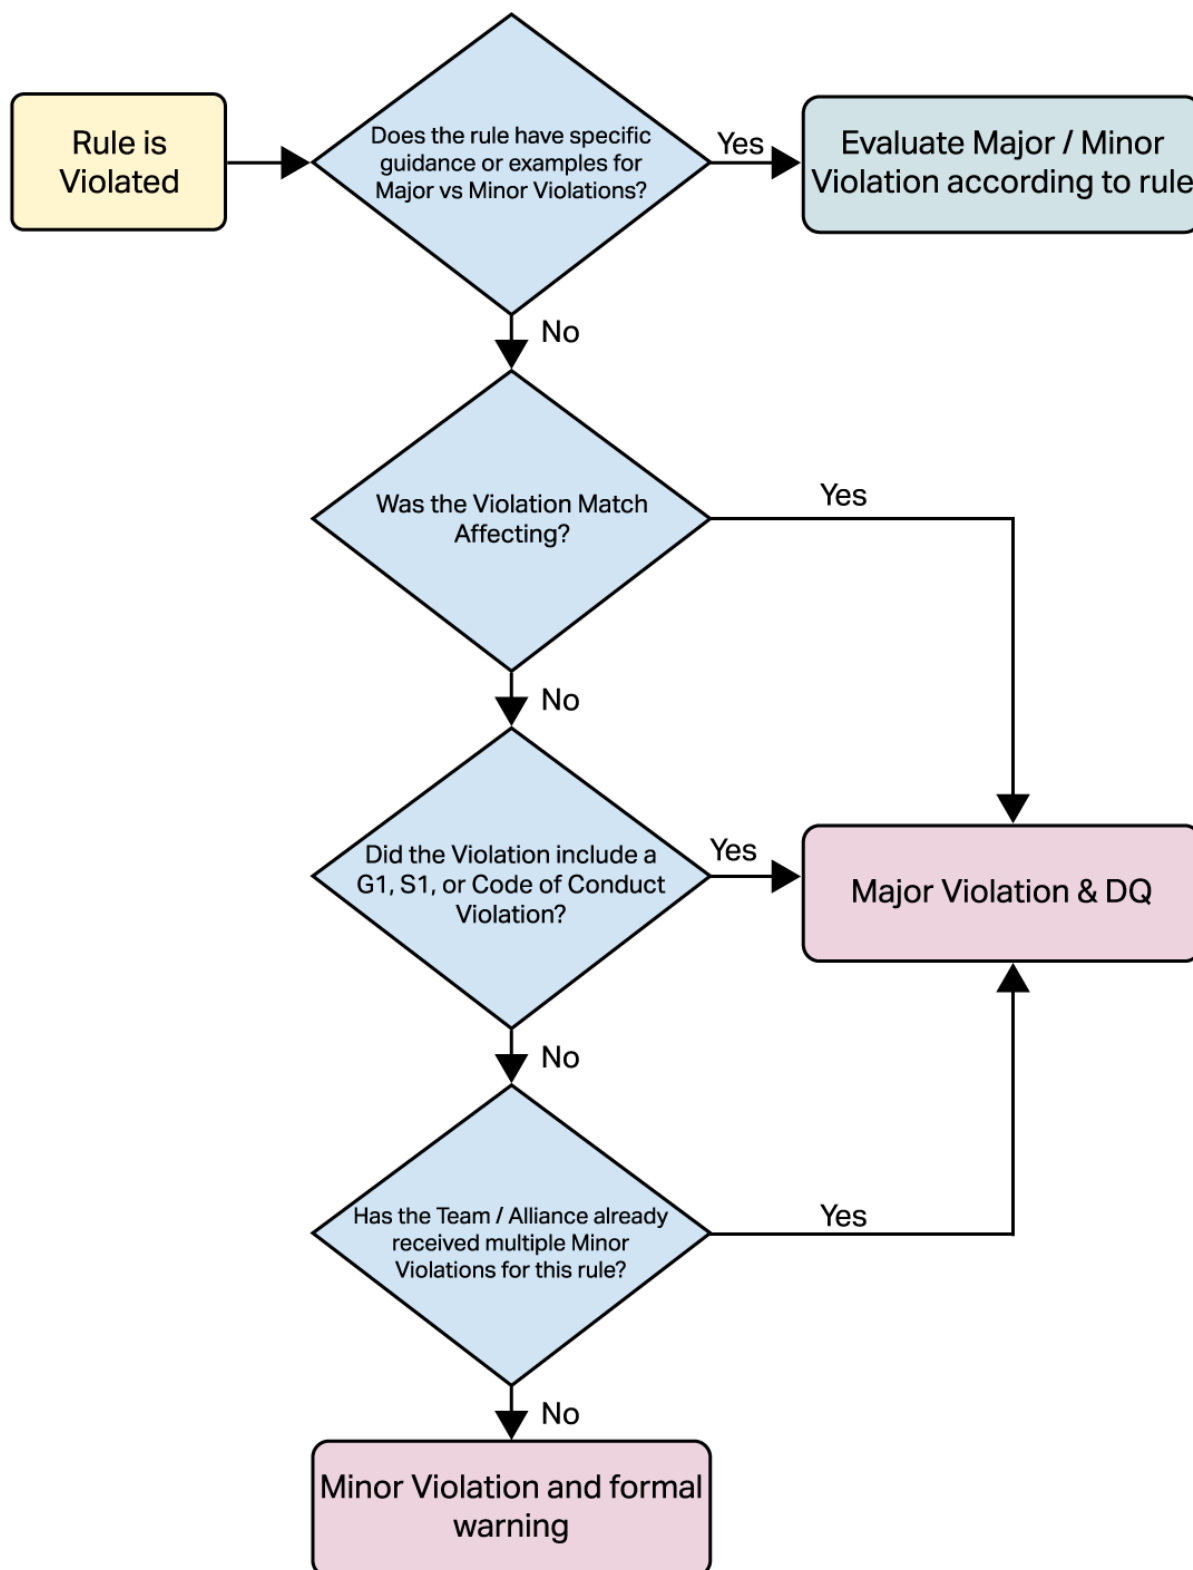 Rule is
Violated
Does the rule have specific
guidance or examples for
Major vs Minor Violations?
Yes
Evaluate Major / Minor
Violation according to rule
No
Was the Violation Match
Affecting?
Yes
No
Did the Violation include a
G1, S1, or Code of Conduct
Violation?
Yes
Major Violation & DQ
No
Has the Team / Alliance already
received multiple Minor
Violations for this rule?
Yes
No
Minor Violation and formal
warning